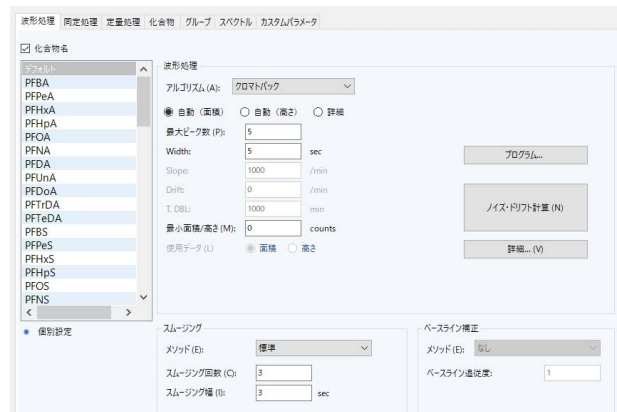 波形処理 同定処理 定量処理 化合物 グループ スペクトル カスタムパラメータ
化合物名
デフォルト
PFBA
PFPeA
PFHxA
PFHpA
PFOA
PFNA
PFDA
PFUnA
PFDoA
PFTrDA
PFTeDA
PFBS
PFPeS
PFHxS
PFHpS
PFOS
PFNS
個別設定
波形処理
アルゴリズム (A): クロマトパック
自動 (面積) 自動 (高さ) 詳細
最大ピーク数 (P): 5
Width: 5 sec
Slope: 1000 /min
Drift: 0 /min
T. DBL: 1000 min
最小面積/高さ (M): 0 counts
使用データ (L) 面積 高さ
プログラム...
ノイズ・ドリフト計算 (N)
詳細... (V)
スムージング
メソッド (E): 標準
スムージング回数 (C): 3
スムージング幅 (I): 3 sec
ベースライン補正
メソッド (E): なし
ベースライン追従度: 1